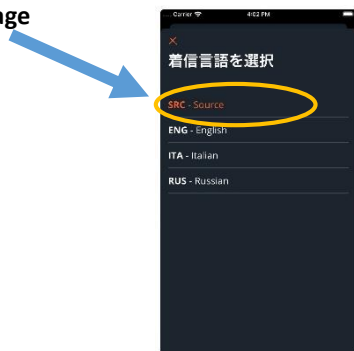 Carrier 4:02 PM
着信言語を選択
SRC - Source
ENG - English
ITA - Italian
RUS - Russian